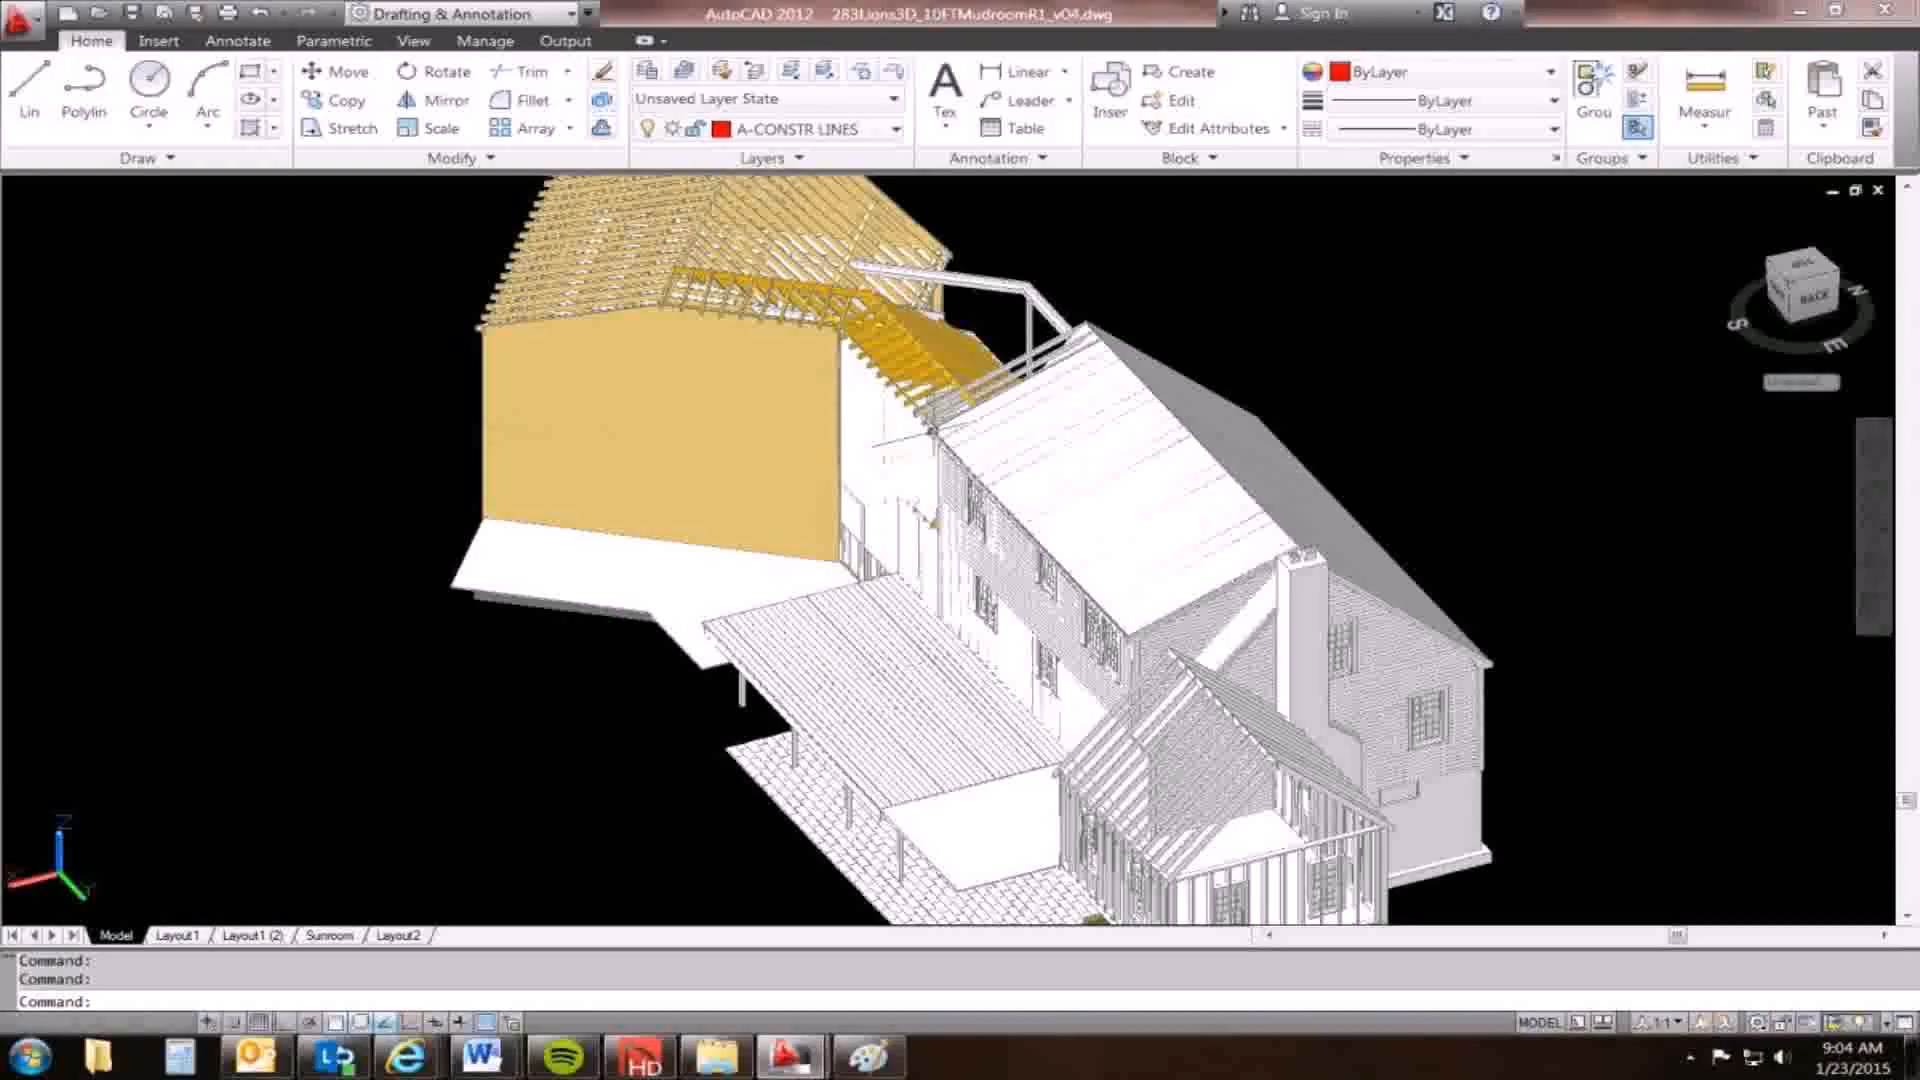 Drafting & Annotation
AutoCAD 2012 283Lions3D_10FTMudroomR1_v04.dwg
Sign In
Home Insert Annotate Parametric View Manage Output
Lin Polylin Circle Arc
Move Rotate Trim
Copy Mirror Fillet
Stretch Scale Array
Unsaved Layer State
A-CONSTR LINES
Tex
Linear
Leader
Table
Inser
Create
Edit
Edit Attributes
ByLayer
ByLayer
ByLayer
Grou Measur Past
Draw Modify Layers Annotation Block Properties Groups Utilities Clipboard
BACK
N
S
E
Z
Model Layout1 Layout1 (2) Sunroom Layout2
Command:
Command:
Command:
MODEL 1:1
HD
9:04 AM
1/23/2015